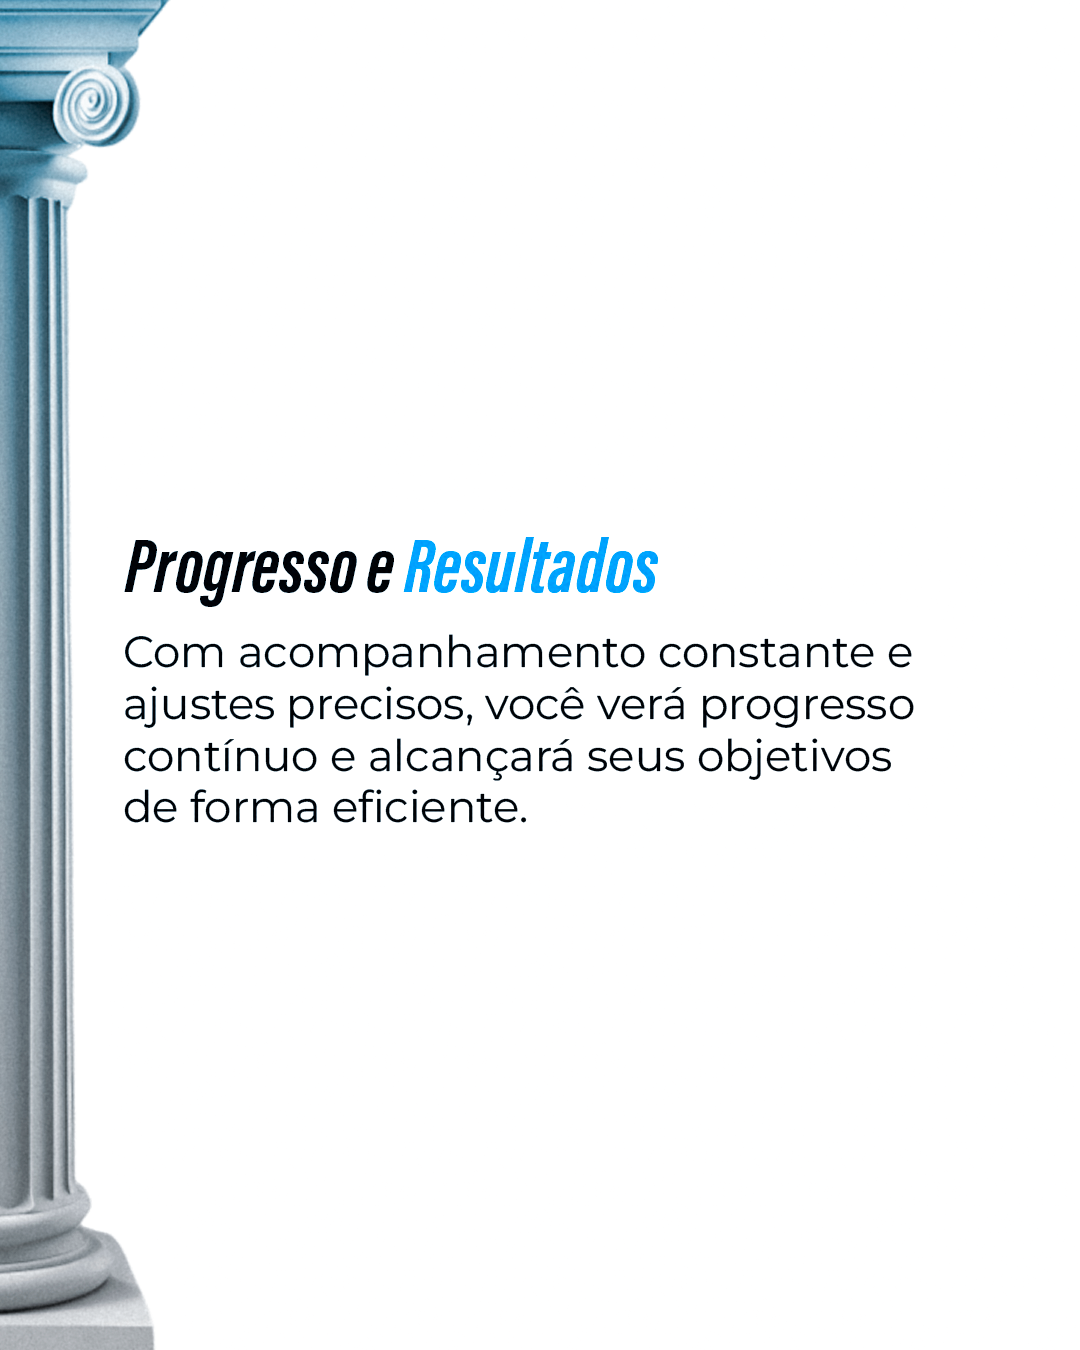 Progresso e Resultados
Com acompanhamento constante e
ajustes precisos, você verá progresso
contínuo e alcançará seus objetivos
de forma eficiente.